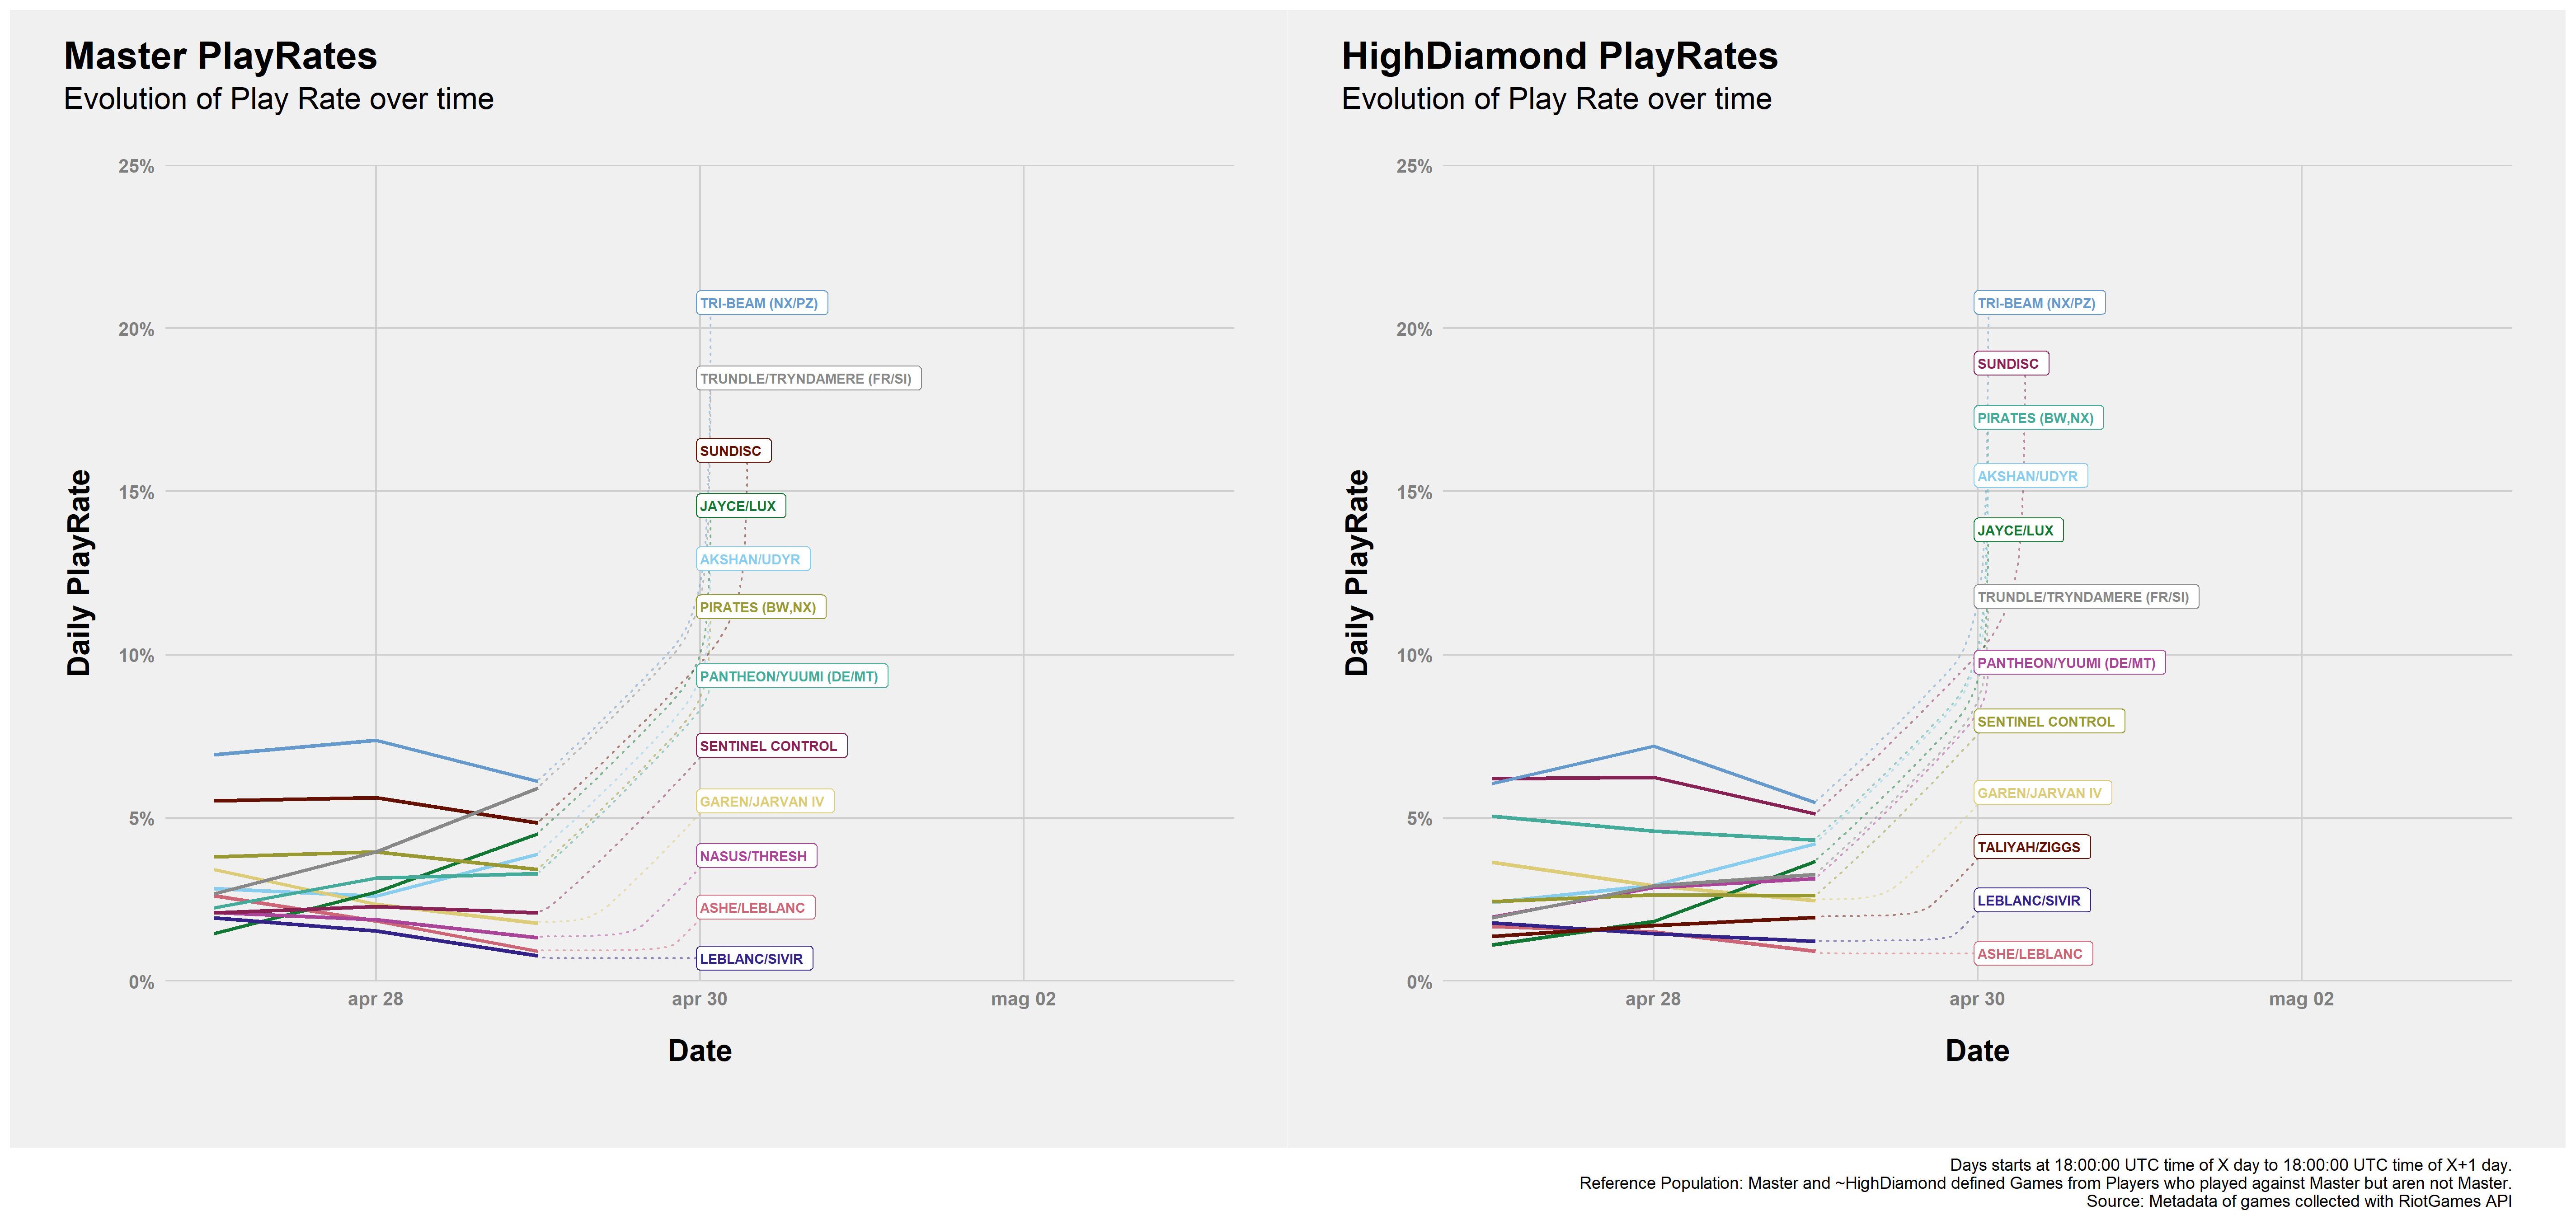 Master PlayRates
Evolution of Play Rate over time
25%
20%
15%
10%
5%
0%
Daily PlayRate
TRI-BEAM (NX/PZ)
TRUNDLE/TRYNDAMERE (FR/SI)
SUNDISC
JAYCE/LUX
AKSHAN/UDYR
PIRATES (BW,NX)
PANTHEON/YUUMI (DE/MT)
SENTINEL CONTROL
GAREN/JARVAN IV
NASUS/THRESH
ASHE/LEBLANC
LEBLANC/SIVIR
apr 28
apr 30
mag 02
Date
HighDiamond PlayRates
Evolution of Play Rate over time
25%
20%
15%
10%
5%
0%
Daily PlayRate
TRI-BEAM (NX/PZ)
SUNDISC
PIRATES (BW,NX)
AKSHAN/UDYR
JAYCE/LUX
TRUNDLE/TRYNDAMERE (FR/SI)
PANTHEON/YUUMI (DE/MT)
SENTINEL CONTROL
GAREN/JARVAN IV
TALIYAH/ZIGGS
LEBLANC/SIVIR
ASHE/LEBLANC
apr 28
apr 30
mag 02
Date
Days starts at 18:00:00 UTC time of X day to 18:00:00 UTC time of X+1 day.
Reference Population: Master and ~HighDiamond defined Games from Players who played against Master but aren not Master.
Source: Metadata of games collected with RiotGames API